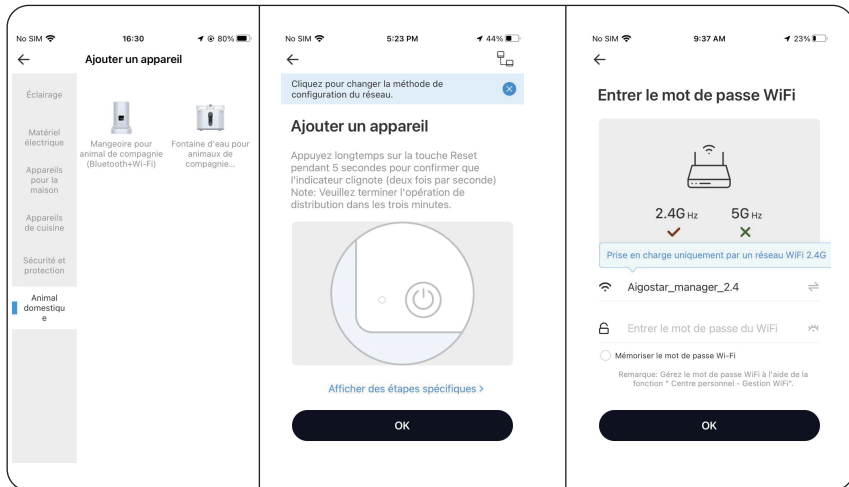 No SIM 16:30 80%
Ajouter un appareil
Éclairage
Matériel
électrique
Appareils
pour la
maison
Appareils
de cuisine
Sécurité et
protection
Animal
domestiqu
e
Mangeoire pour
animal de compagnie
(Bluetooth+Wi-Fi)
Fontaine d'eau pour
animaux de
compagnie...
No SIM 5:23 PM 44%
Cliquez pour changer la méthode de
configuration du réseau.
Ajouter un appareil
Appuyez longtemps sur la touche Reset
pendant 5 secondes pour confirmer que
l'indicateur clignote (deux fois par seconde)
Note: Veuillez terminer l'opération de
distribution dans les trois minutes.
Afficher des étapes spécifiques >
OK
No SIM 9:37 AM 23%
Entrer le mot de passe WiFi
2.4G Hz 5G Hz
Prise en charge uniquement par un réseau WiFi 2.4G
Aigostar_manager_2.4
Entrer le mot de passe du WiFi
Mémoriser le mot de passe Wi-Fi
Remarque: Gérez le mot de passe WiFi à l'aide de la
fonction " Centre personnel - Gestion WiFi".
OK